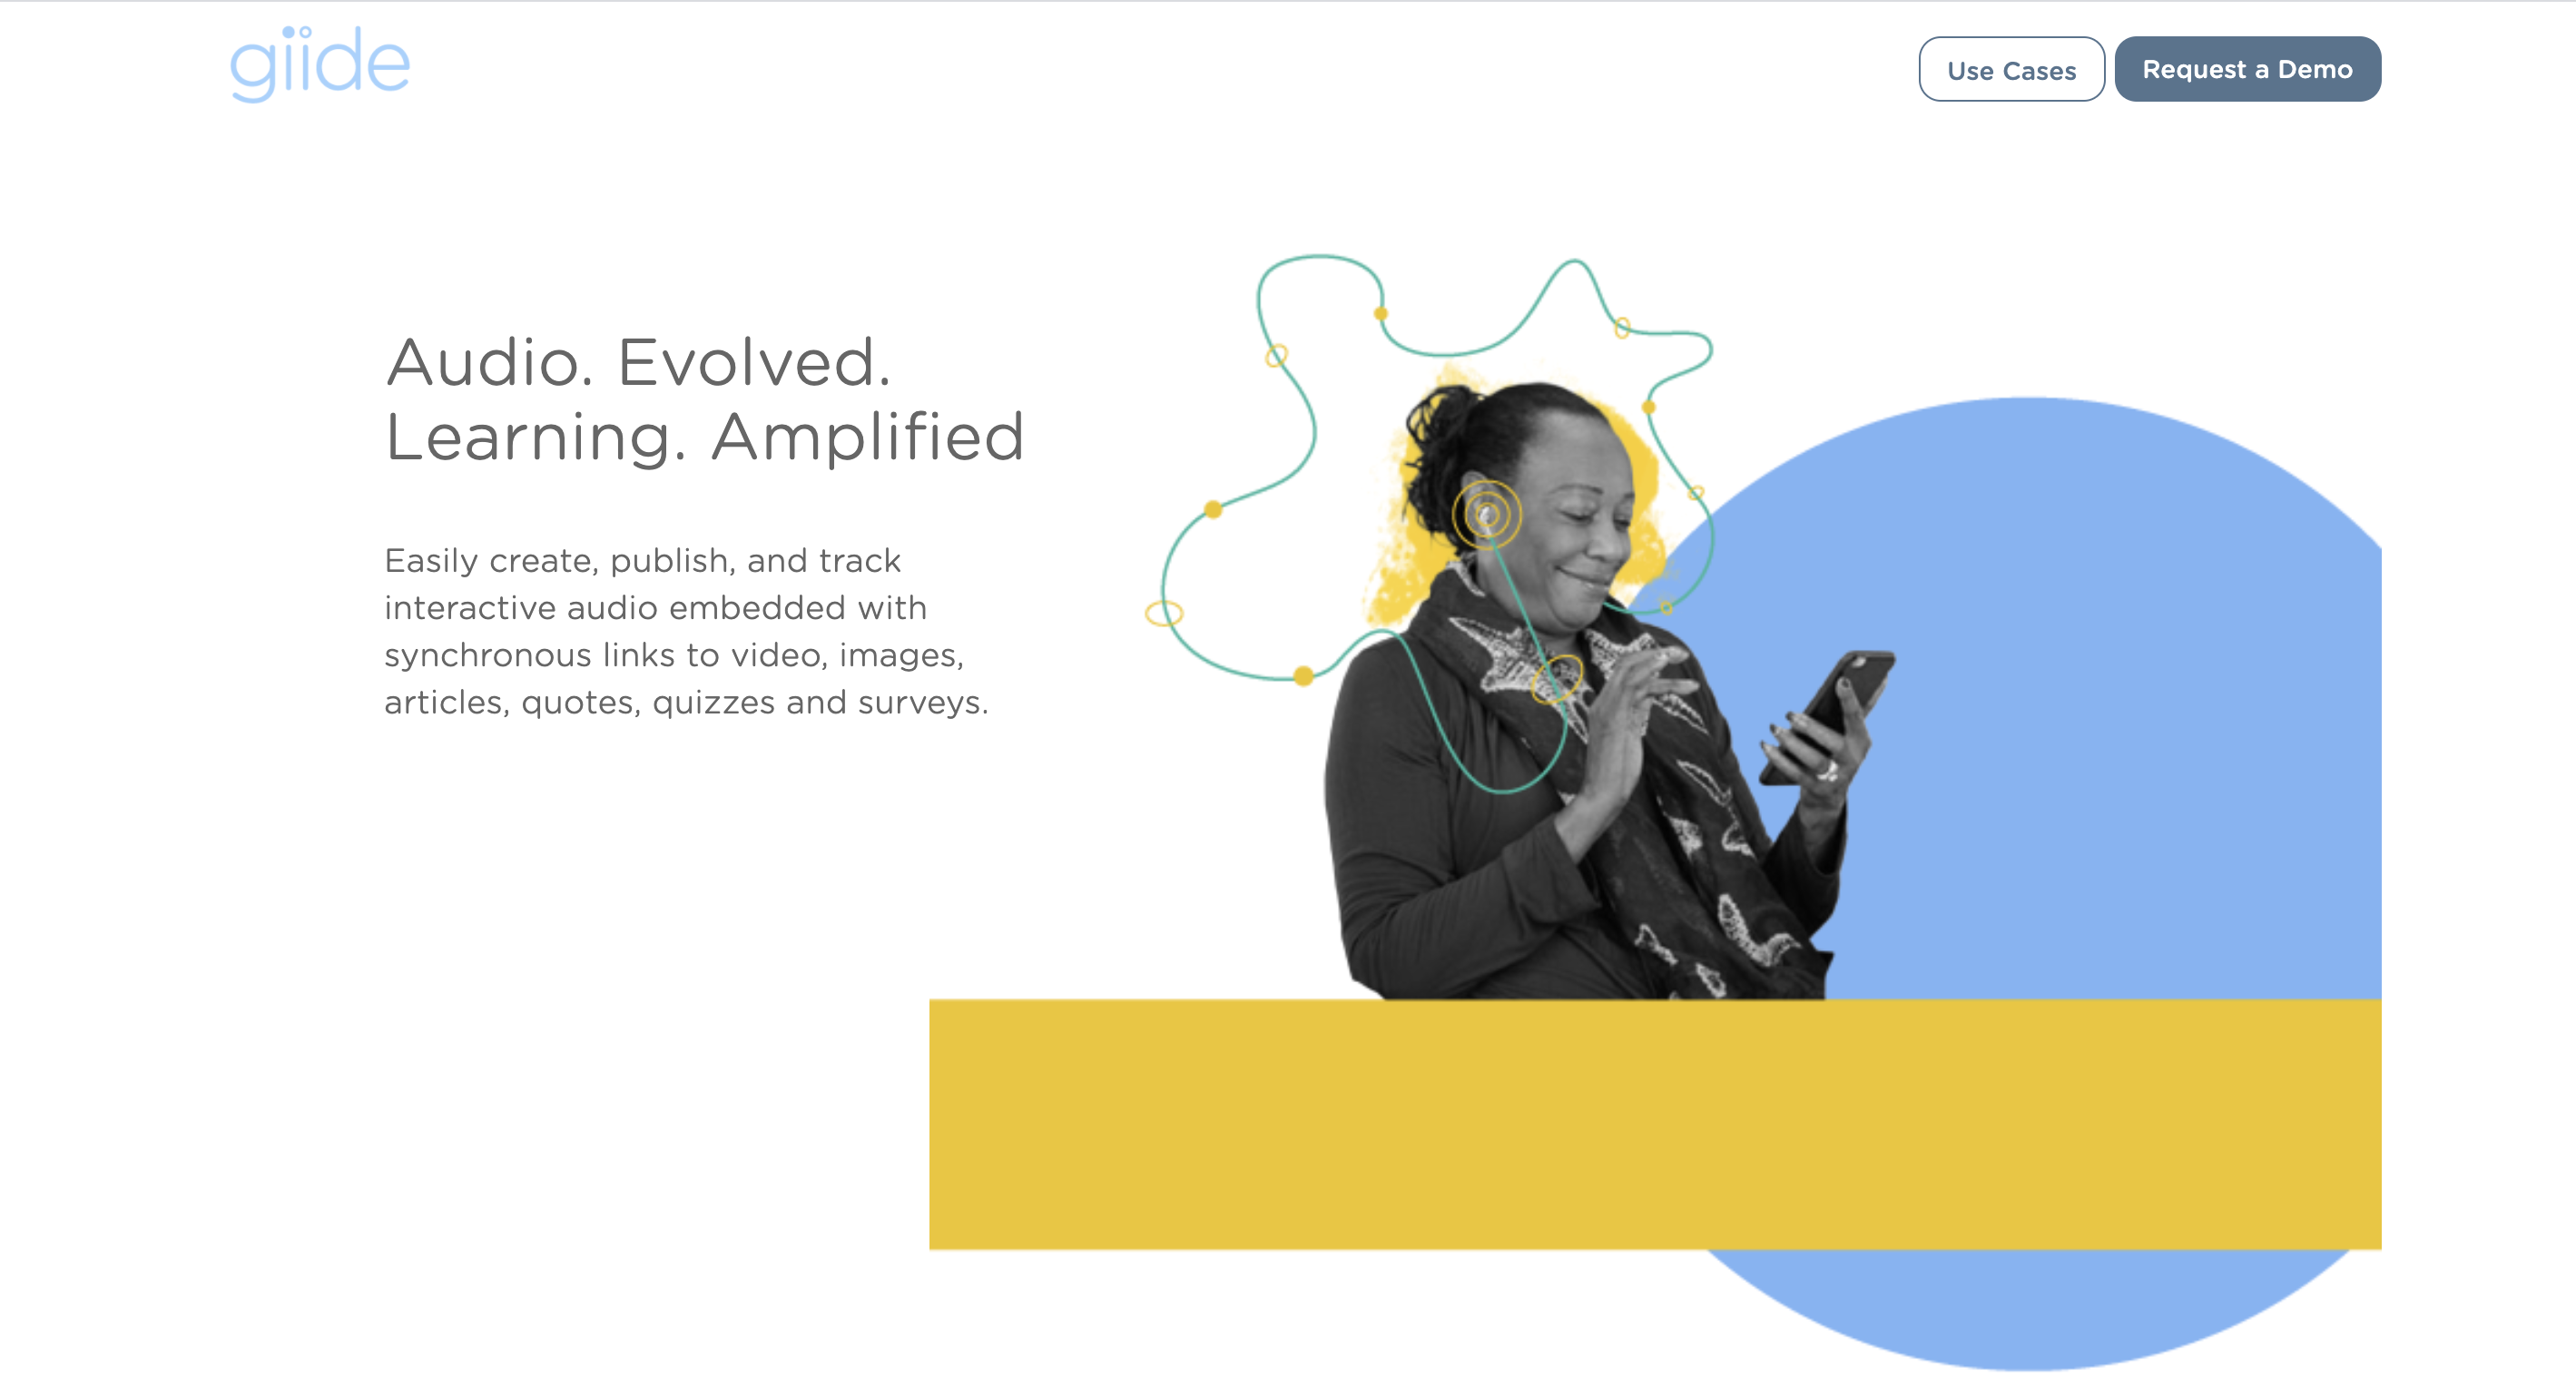 giide
Use Cases
Request a Demo
Audio. Evolved.
Learning. Amplified
Easily create, publish, and track
interactive audio embedded with
synchronous links to video, images,
articles, quotes, quizzes and surveys.